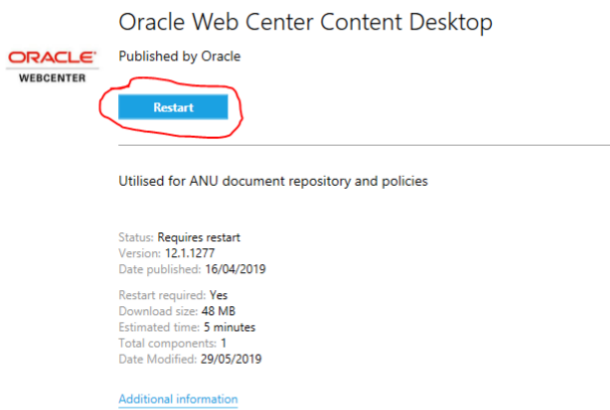 Oracle Web Center Content Desktop
ORACLE
WEBCENTER
Published by Oracle
Restart
Utilised for ANU document repository and policies
Status: Requires restart
Version: 12.1.1277
Date published: 16/04/2019
Restart required: Yes
Download size: 48 MB
Estimated time: 5 minutes
Total components: 1
Date Modified: 29/05/2019
Additional information